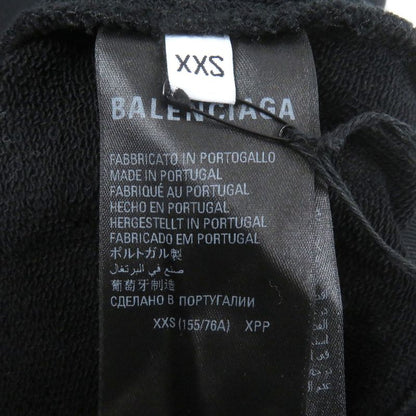 XXS
BALENCIAGA
FABBRICATO IN PORTOGALLO
MADE IN PORTUGAL
FABRIQUÉ AU PORTUGAL
HECHO EN PORTUGAL
HERGESTELLT IN PORTUGAL
FABRICADO EM PORTUGAL
ポルトガル製
صنع في البرتغال
葡萄牙制造
СДЕЛАНО В ПОРТУГАЛИИ
XXS (155/76A) XPP